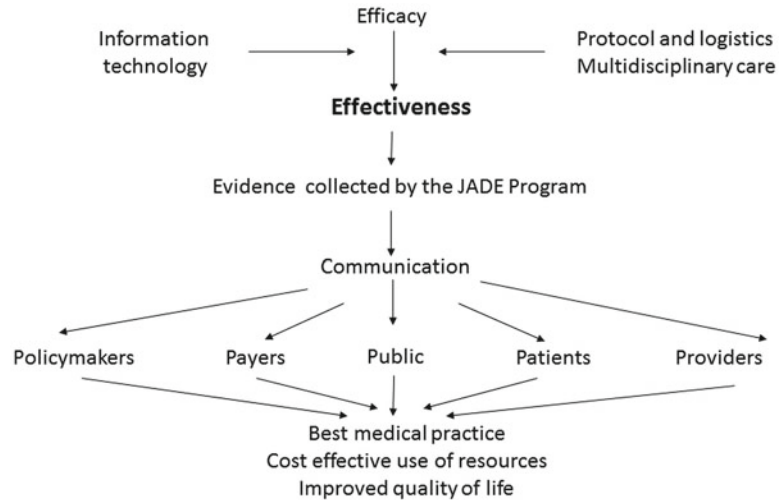 Efficacy
Information
technology
Protocol and logistics
Multidisciplinary care
Effectiveness
Evidence collected by the JADE Program
Communication
Policymakers
Payers
Public
Patients
Providers
Best medical practice
Cost effective use of resources
Improved quality of life